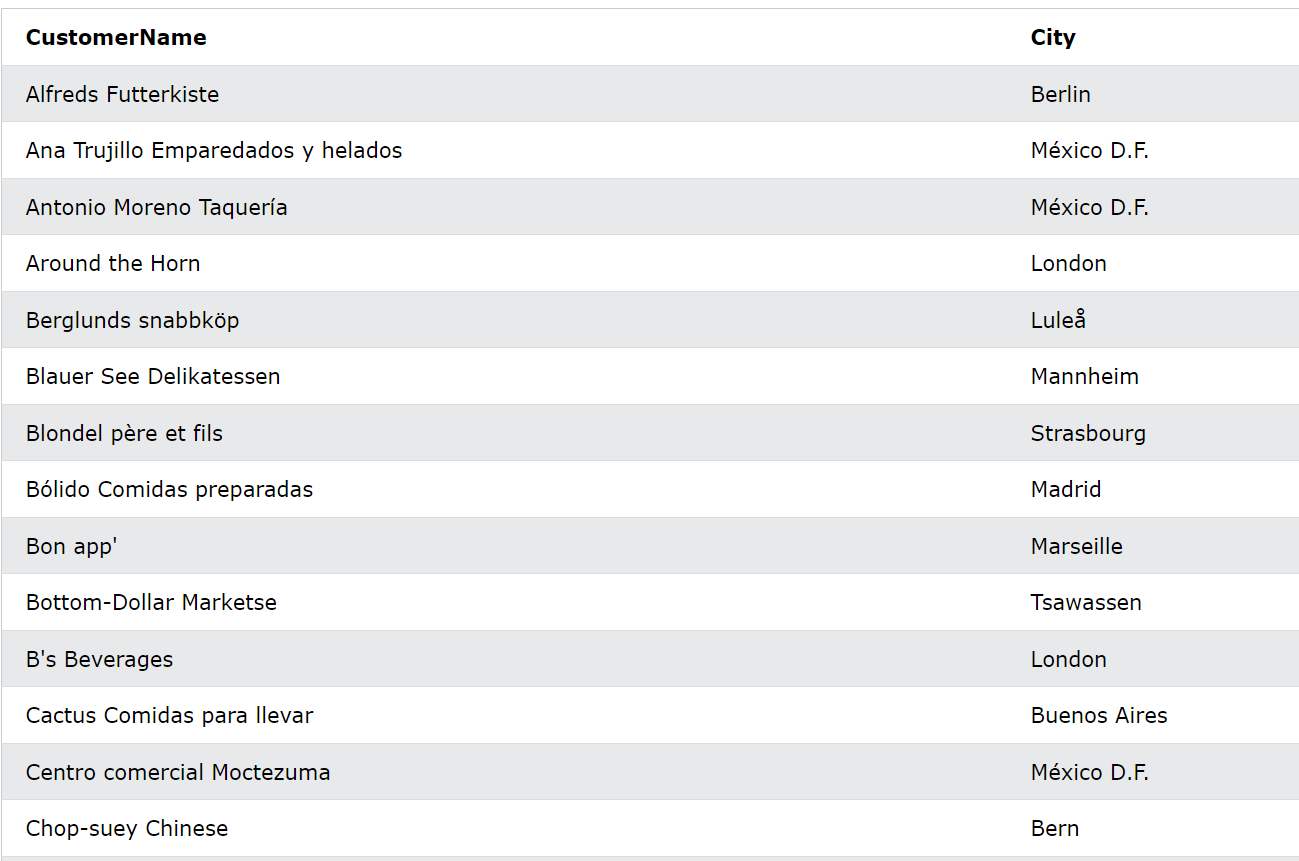 CustomerName City
Alfreds Futterkiste Berlin
Ana Trujillo Emparedados y helados México D.F.
Antonio Moreno Taquería México D.F.
Around the Horn London
Berglunds snabbköp Luleå
Blauer See Delikatessen Mannheim
Blondel père et fils Strasbourg
Bólido Comidas preparadas Madrid
Bon app' Marseille
Bottom-Dollar Marketse Tsawassen
B's Beverages London
Cactus Comidas para llevar Buenos Aires
Centro comercial Moctezuma México D.F.
Chop-suey Chinese Bern